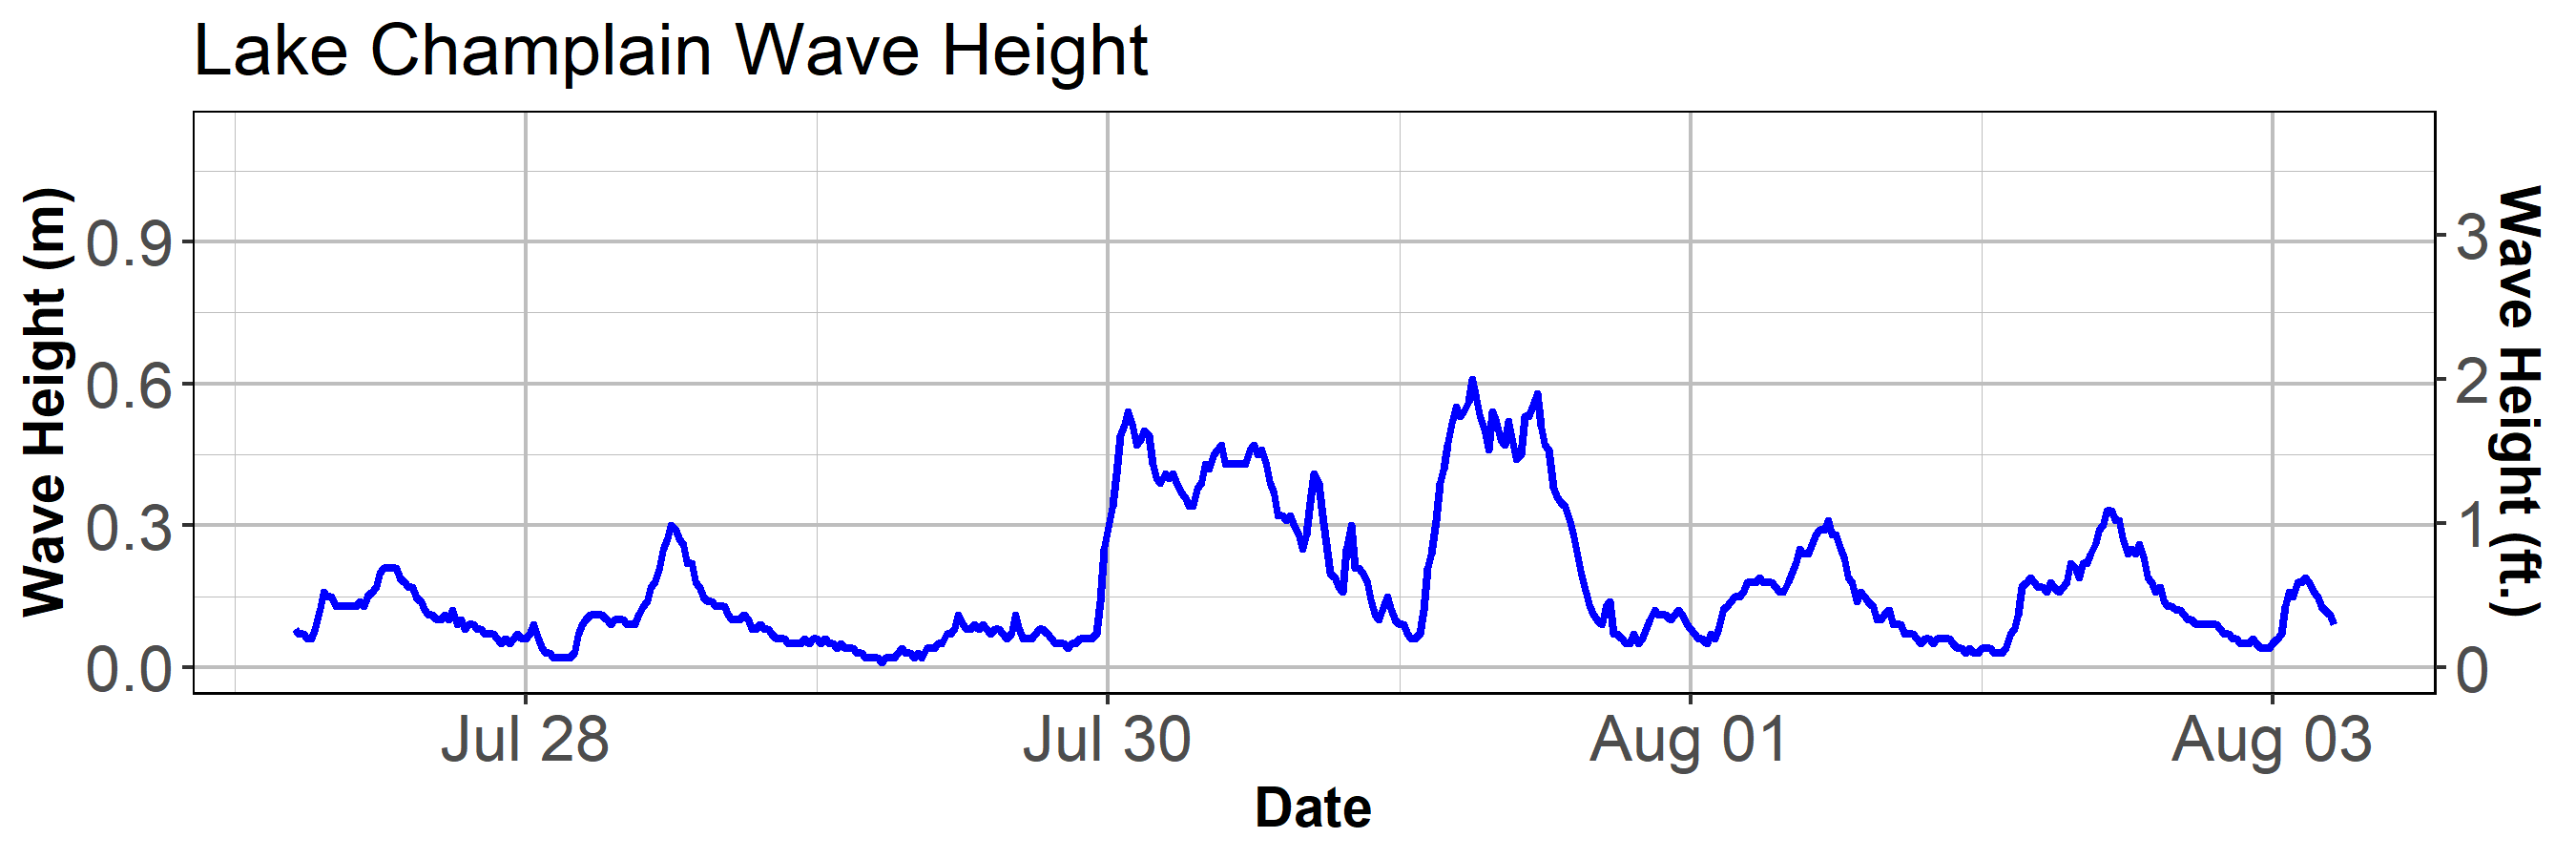 Lake Champlain Wave Height
Wave Height (m)
0.9
0.6
0.3
0.0
3
2
1
0
Wave Height (ft.)
Jul 28
Jul 30
Aug 01
Aug 03
Date